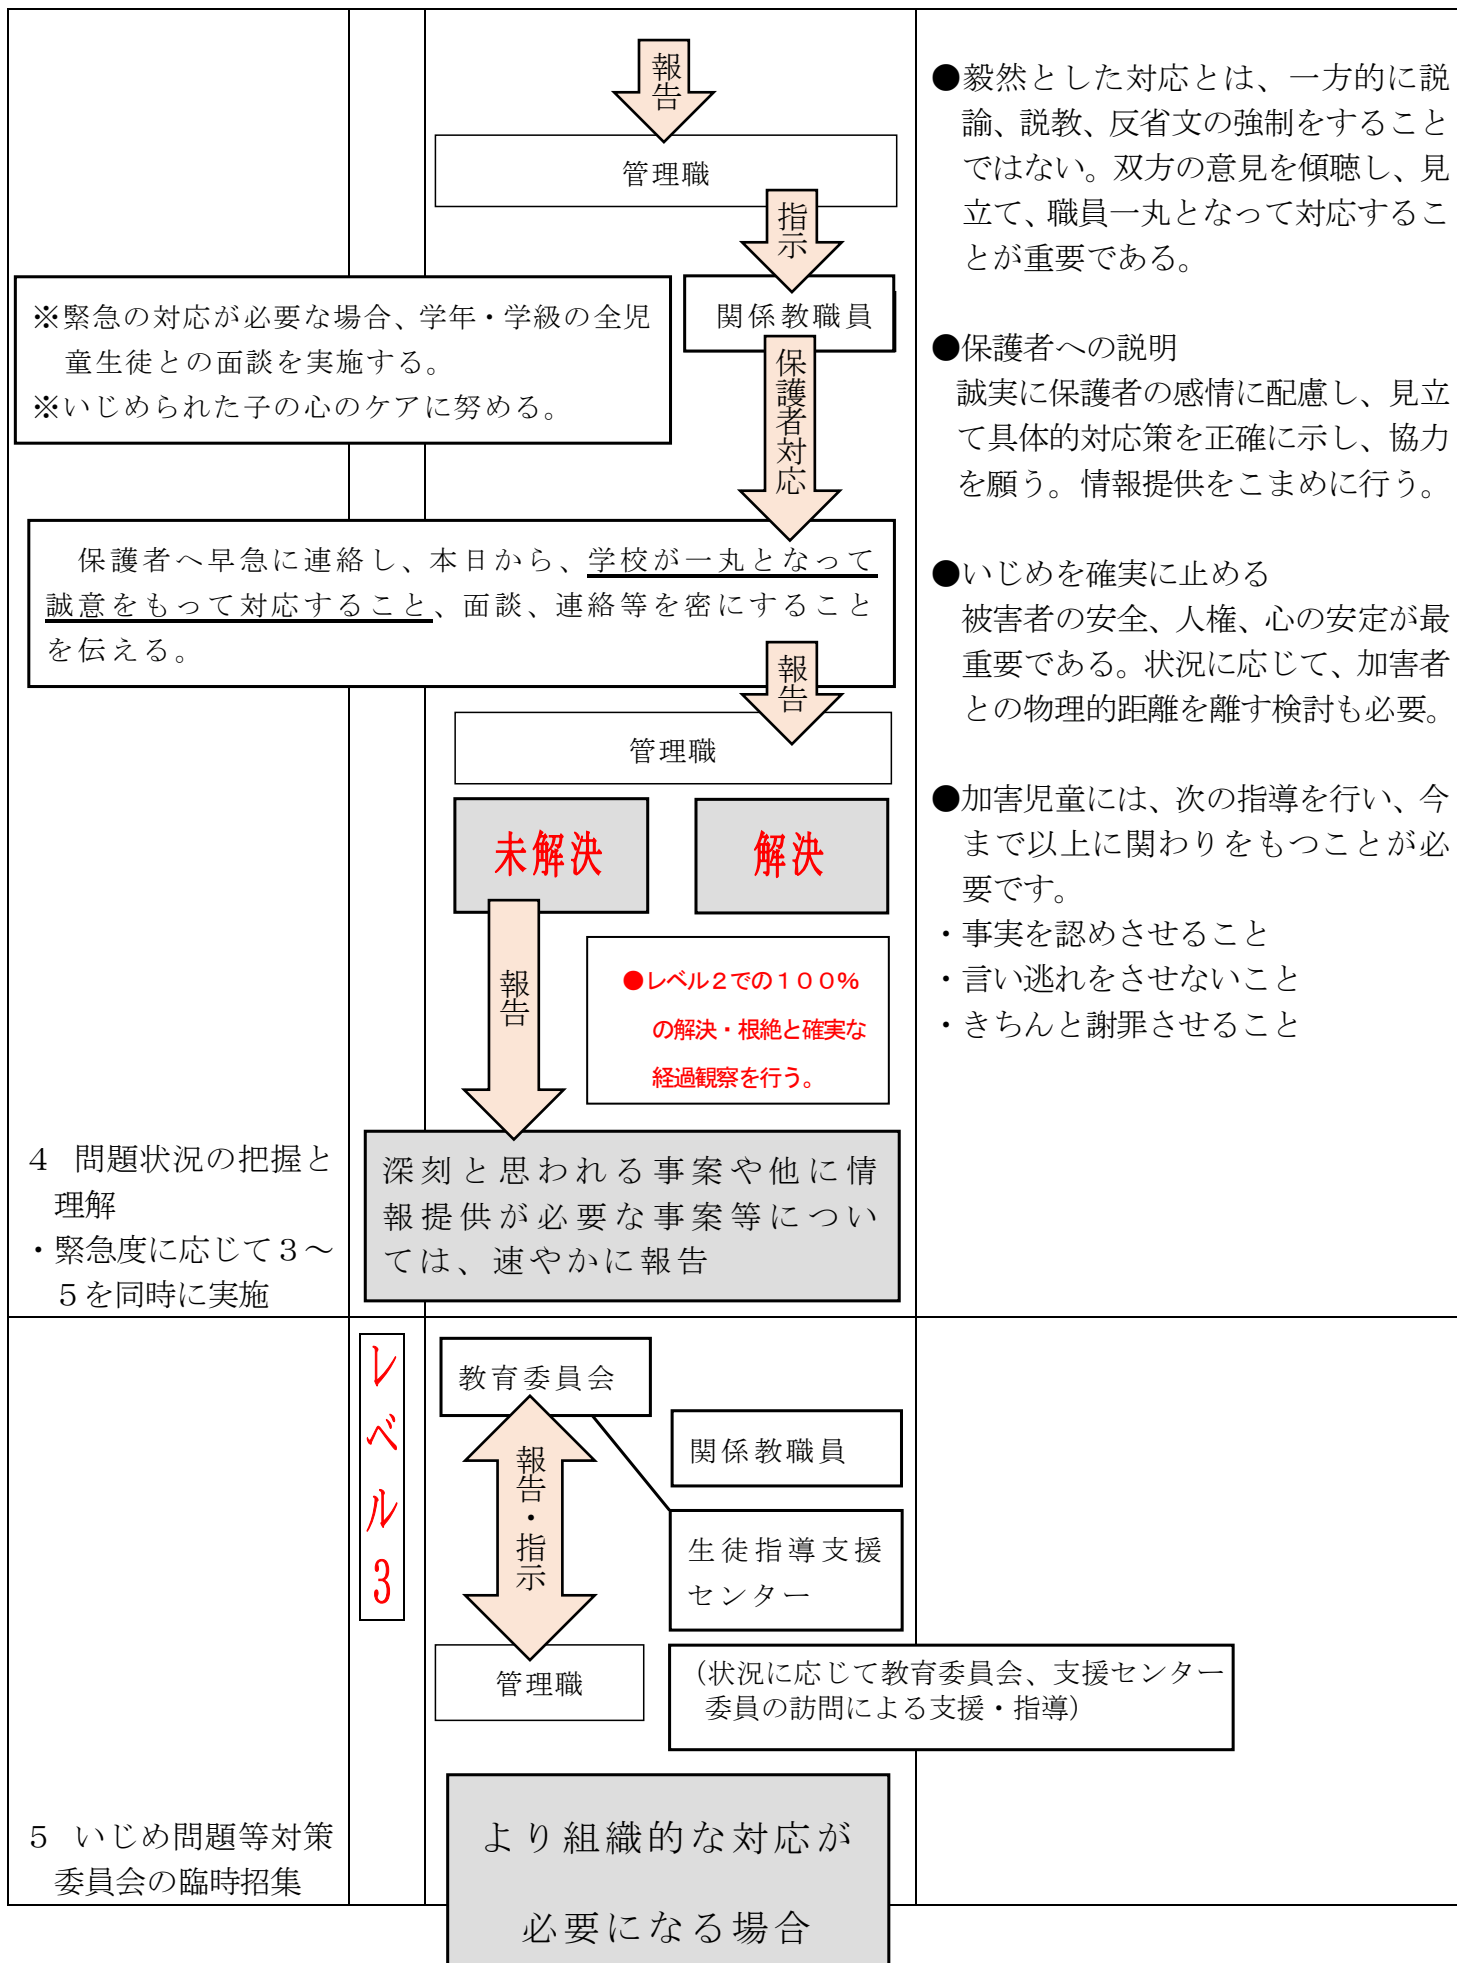 報告
管理職
指示
関係教職員
※緊急の対応が必要な場合、学年・学級の全児
童生徒との面談を実施する。
※いじめられた子の心のケアに努める。
保護者対応
保護者へ早急に連絡し、本日から、学校が一丸となって
誠意をもって対応すること、面談、連絡等を密にすること
を伝える。
報告
管理職
未解決
解決
報告
●レベル２での１００％
の解決・根絶と確実な
経過観察を行う。
４ 問題状況の把握と
理解
・緊急度に応じて３～
５を同時に実施
深刻と思われる事案や他に情
報提供が必要な事案等につい
ては、速やかに報告
●毅然とした対応とは、一方的に説
諭、説教、反省文の強制をすること
ではない。双方の意見を傾聴し、見
立て、職員一丸となって対応するこ
とが重要である。
●保護者への説明
誠実に保護者の感情に配慮し、見立
て具体的対応策を正確に示し、協力
を願う。情報提供をこまめに行う。
●いじめを確実に止める
被害者の安全、人権、心の安定が最
重要である。状況に応じて、加害者
との物理的距離を離す検討も必要。
●加害児童には、次の指導を行い、今
まで以上に関わりをもつことが必
要です。
・事実を認めさせること
・言い逃れをさせないこと
・きちんと謝罪させること
レベル３
教育委員会
報告・指示
関係教職員
生徒指導支援
センター
管理職
（状況に応じて教育委員会、支援センター
委員の訪問による支援・指導）
５ いじめ問題等対策
委員会の臨時招集
より組織的な対応が
必要になる場合